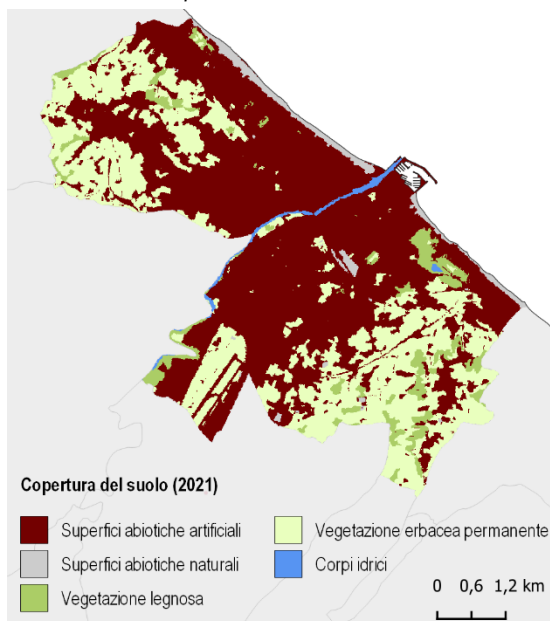 Copertura del suolo (2021)
Superfici abiotiche artificiali
Vegetazione erbacea permanente
Superfici abiotiche naturali
Corpi idrici
Vegetazione legnosa
0 0,6 1,2 km